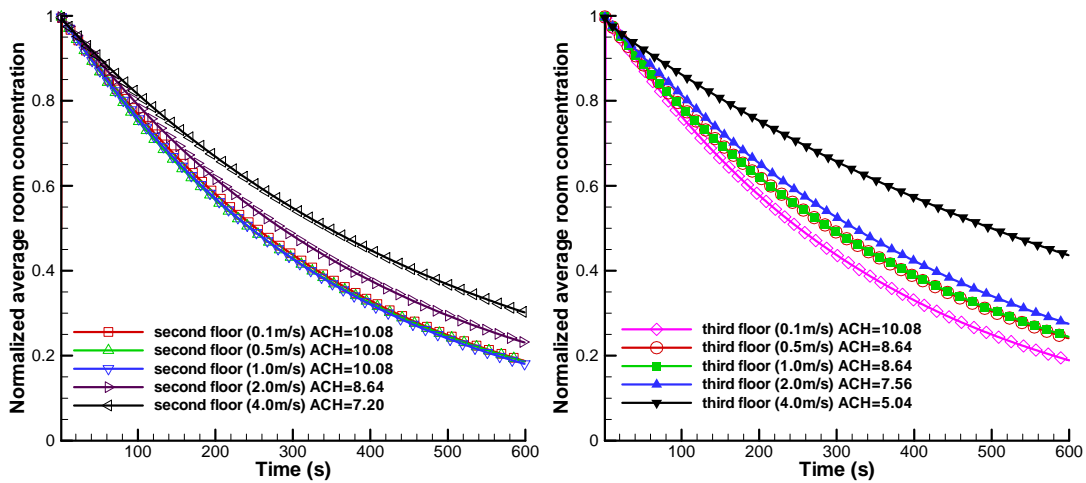 Normalized average room concentration
1
0.8
0.6
0.4
0.2
0
second floor (0.1m/s) ACH=10.08
second floor (0.5m/s) ACH=10.08
second floor (1.0m/s) ACH=10.08
second floor (2.0m/s) ACH=8.64
second floor (4.0m/s) ACH=7.20
100
200
300
400
500
600
Time (s)
Normalized average room concentration
1
0.8
0.6
0.4
0.2
0
third floor (0.1m/s) ACH=10.08
third floor (0.5m/s) ACH=8.64
third floor (1.0m/s) ACH=8.64
third floor (2.0m/s) ACH=7.56
third floor (4.0m/s) ACH=5.04
100
200
300
400
500
600
Time (s)